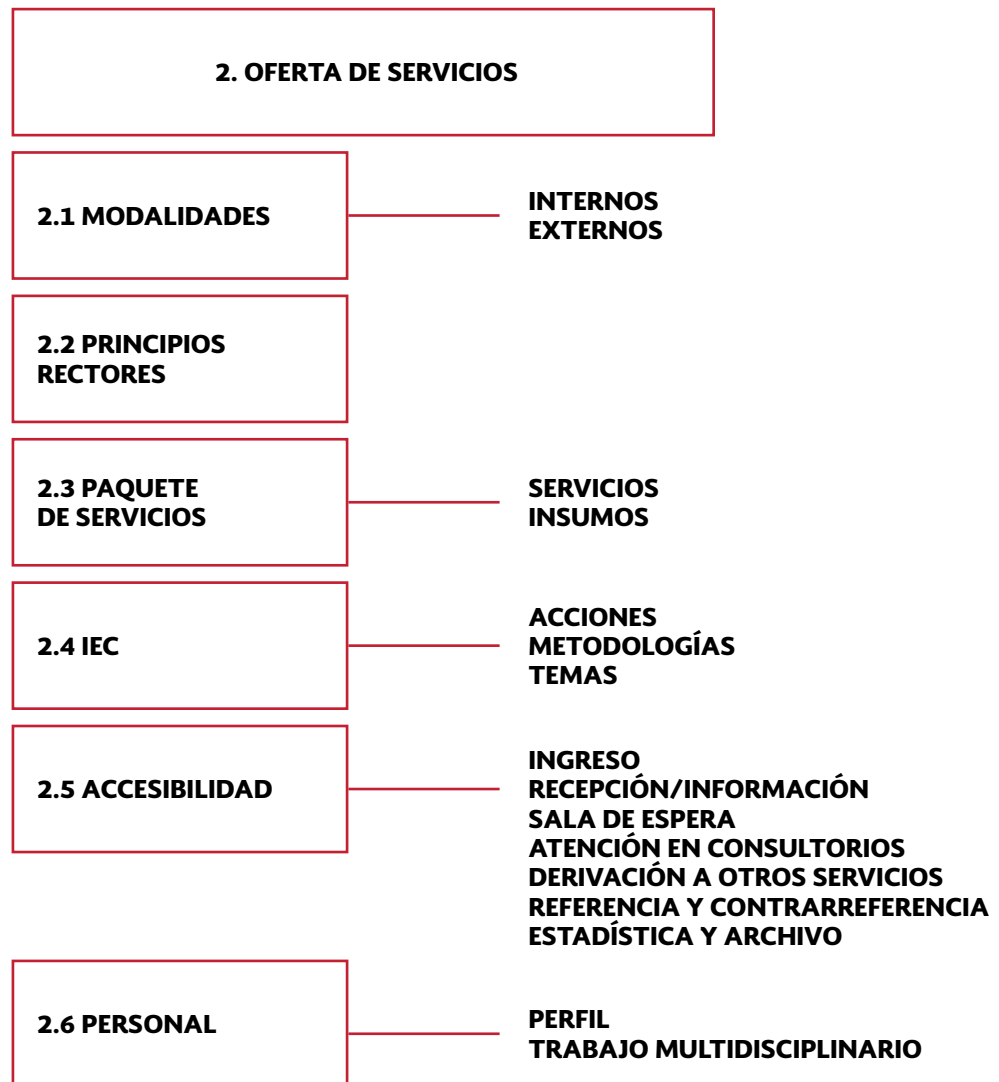 2. OFERTA DE SERVICIOS
2.1 MODALIDADES
INTERNOS
EXTERNOS
2.2 PRINCIPIOS
RECTORES
2.3 PAQUETE
DE SERVICIOS
SERVICIOS
INSUMOS
2.4 IEC
ACCIONES
METODOLOGÍAS
TEMAS
2.5 ACCESIBILIDAD
INGRESO
RECEPCIÓN/INFORMACIÓN
SALA DE ESPERA
ATENCIÓN EN CONSULTORIOS
DERIVACIÓN A OTROS SERVICIOS
REFERENCIA Y CONTRARREFERENCIA
ESTADÍSTICA Y ARCHIVO
2.6 PERSONAL
PERFIL
TRABAJO MULTIDISCIPLINARIO